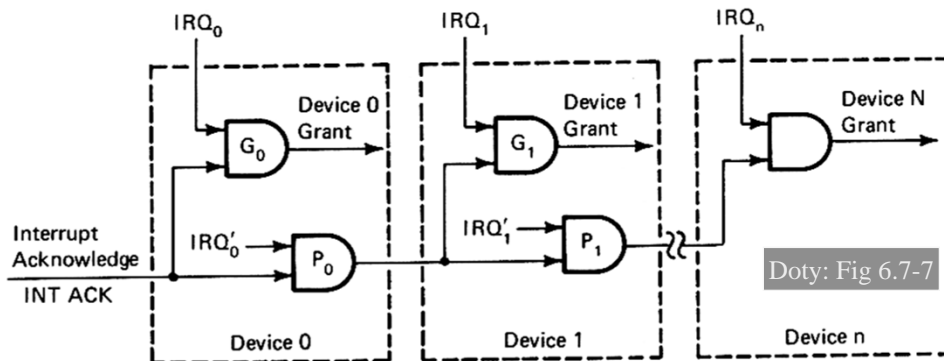 IRQ₀
IRQ₁
IRQₙ
Device 0
Grant
Device 1
Grant
Device N
Grant
G₀
G₁
Interrupt
Acknowledge
INT ACK
IRQ′₀
P₀
IRQ′₁
P₁
Doty: Fig 6.7-7
Device 0
Device 1
Device n